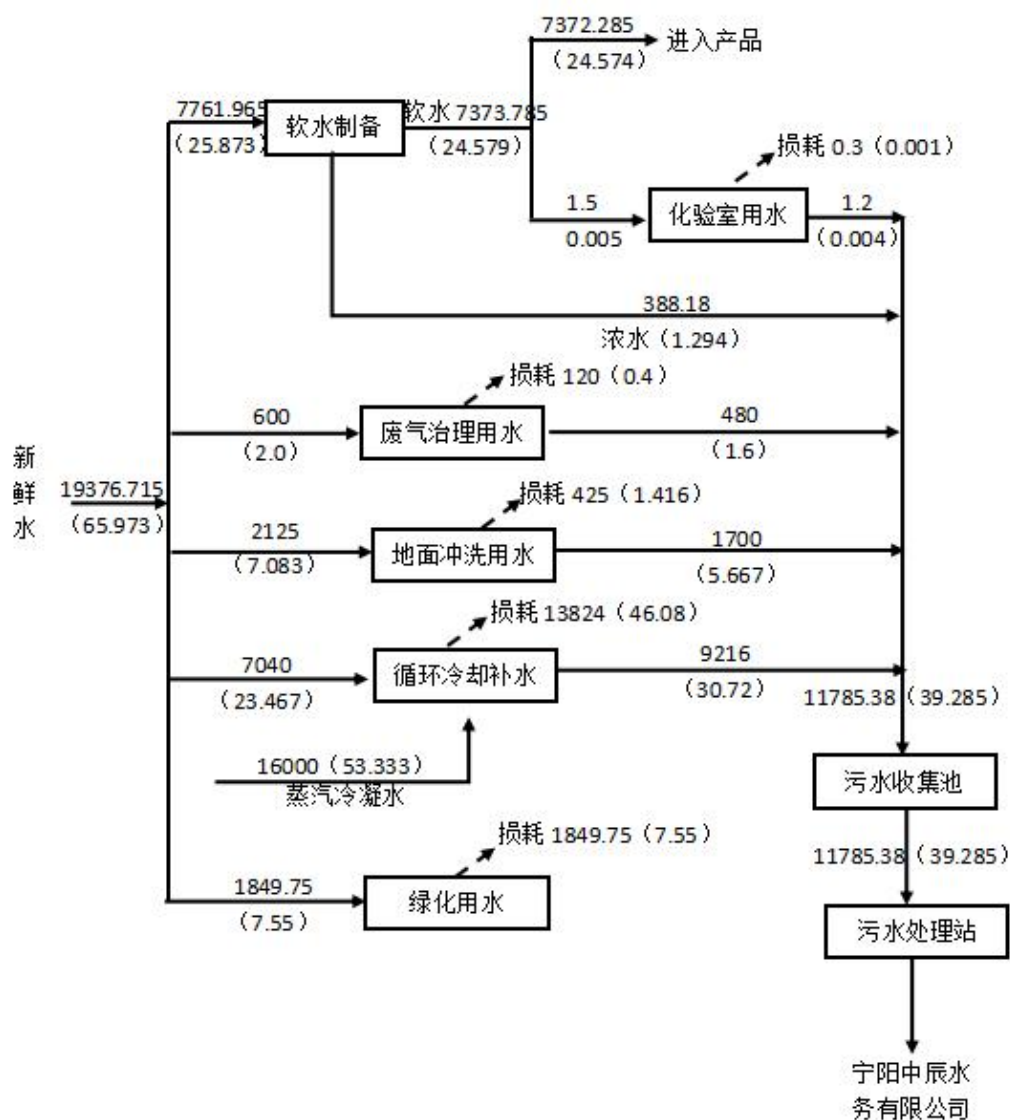 7372.285
进入产品
（24.574）
7761.965
软水制备
软水 7373.785
（25.873）
（24.579）
损耗 0.3（0.001）
1.5
化验室用水
1.2
0.005
（0.004）
388.18
浓水（1.294）
损耗 120（0.4）
600
废气治理用水
480
（2.0）
（1.6）
新
鲜
水
19376.715
（65.973）
损耗 425（1.416）
2125
地面冲洗用水
1700
（7.083）
（5.667）
损耗 13824（46.08）
7040
循环冷却补水
9216
（23.467）
（30.72）
11785.38（39.285）
16000（53.333）
蒸汽冷凝水
污水收集池
损耗 1849.75（7.55）
11785.38（39.285）
1849.75
绿化用水
（7.55）
污水处理站
宁阳中辰水
务有限公司